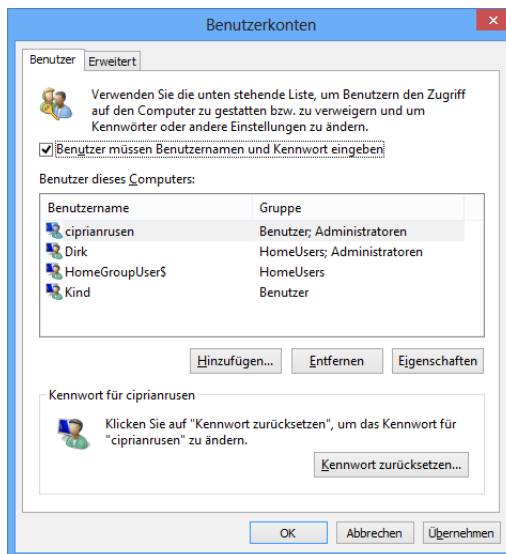 Benutzerkonten
Benutzer Erweitert
Verwenden Sie die unten stehende Liste, um Benutzern den Zugriff
auf den Computer zu gestatten bzw. zu verweigern und um
Kennwörter oder andere Einstellungen zu ändern.
Benutzer müssen Benutzernamen und Kennwort eingeben
Benutzer dieses Computers:
Benutzername Gruppe
ciprianrusen Benutzer; Administratoren
Dirk HomeUsers; Administratoren
HomeGroupUser$ HomeUsers
Kind Benutzer
Hinzufügen... Entfernen Eigenschaften
Kennwort für ciprianrusen
Klicken Sie auf "Kennwort zurücksetzen", um das Kennwort für
"ciprianrusen" zu ändern.
Kennwort zurücksetzen...
OK Abbrechen Übernehmen